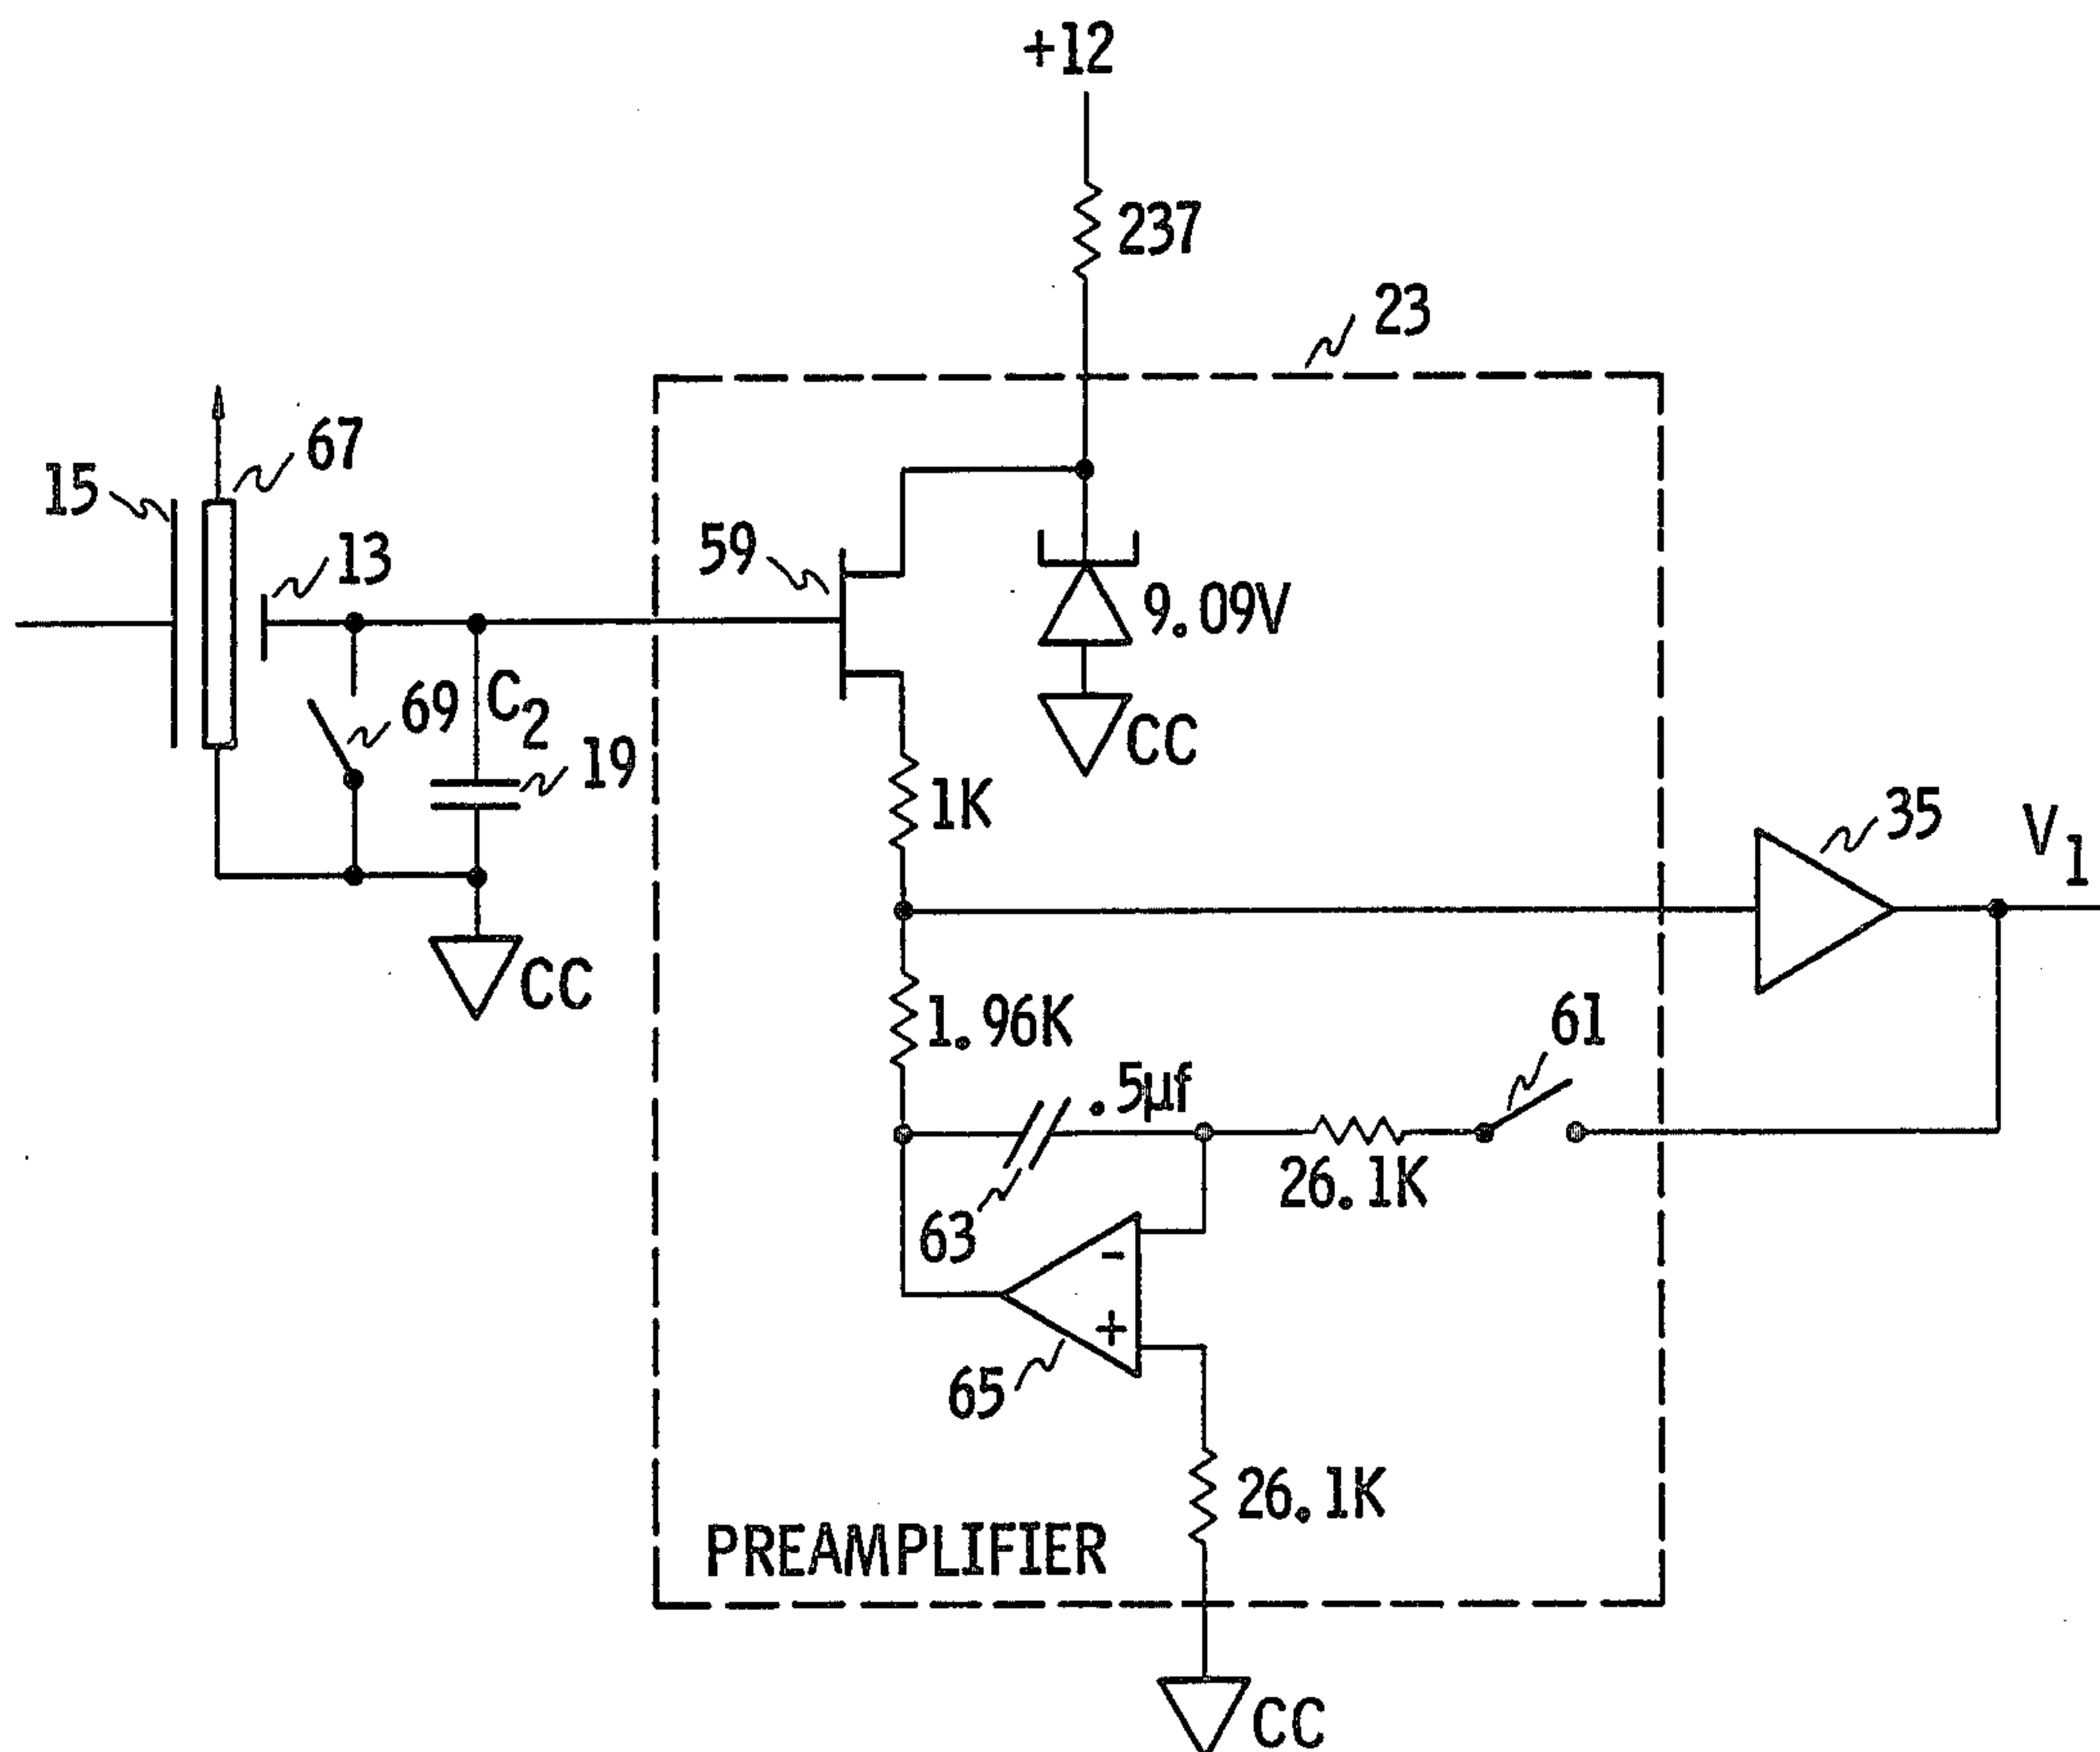 +12
237
23
67
15
13
59
9.09V
69
C2
19
CC
1K
35
V1
CC
1.96K
61
.5µf
26.1K
63
-
+
65
26.1K
PREAMPLIFIER
CC